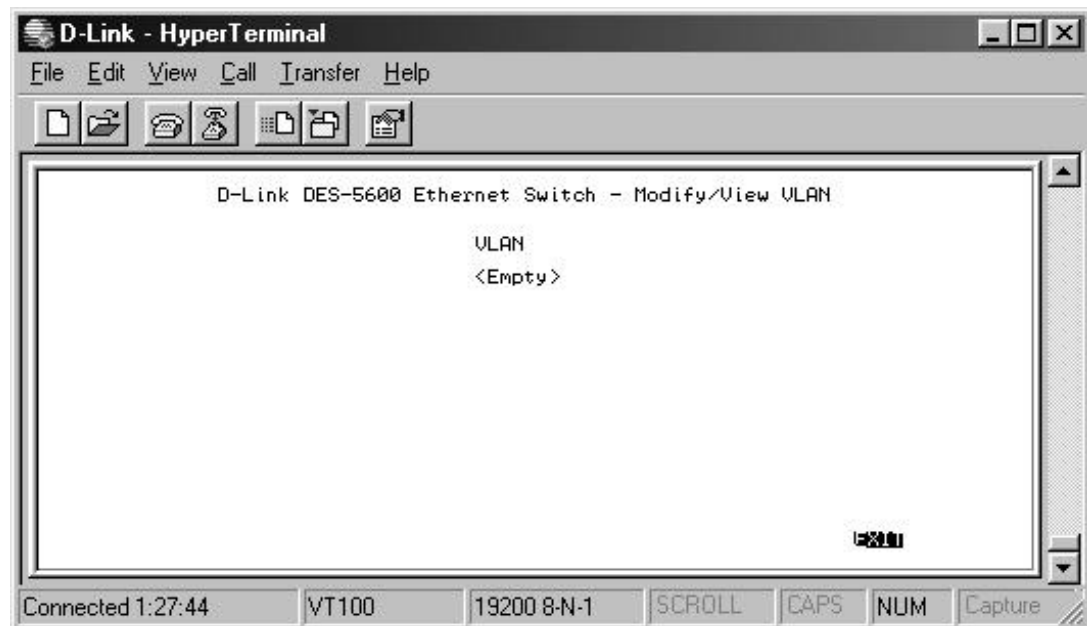 D-Link - HyperTerminal
File Edit View Call Transfer Help
D-Link DES-5600 Ethernet Switch - Modify/View VLAN
VLAN
<Empty>
EXIT
Connected 1:27:44 VT100 19200 8-N-1 SCROLL CAPS NUM Capture